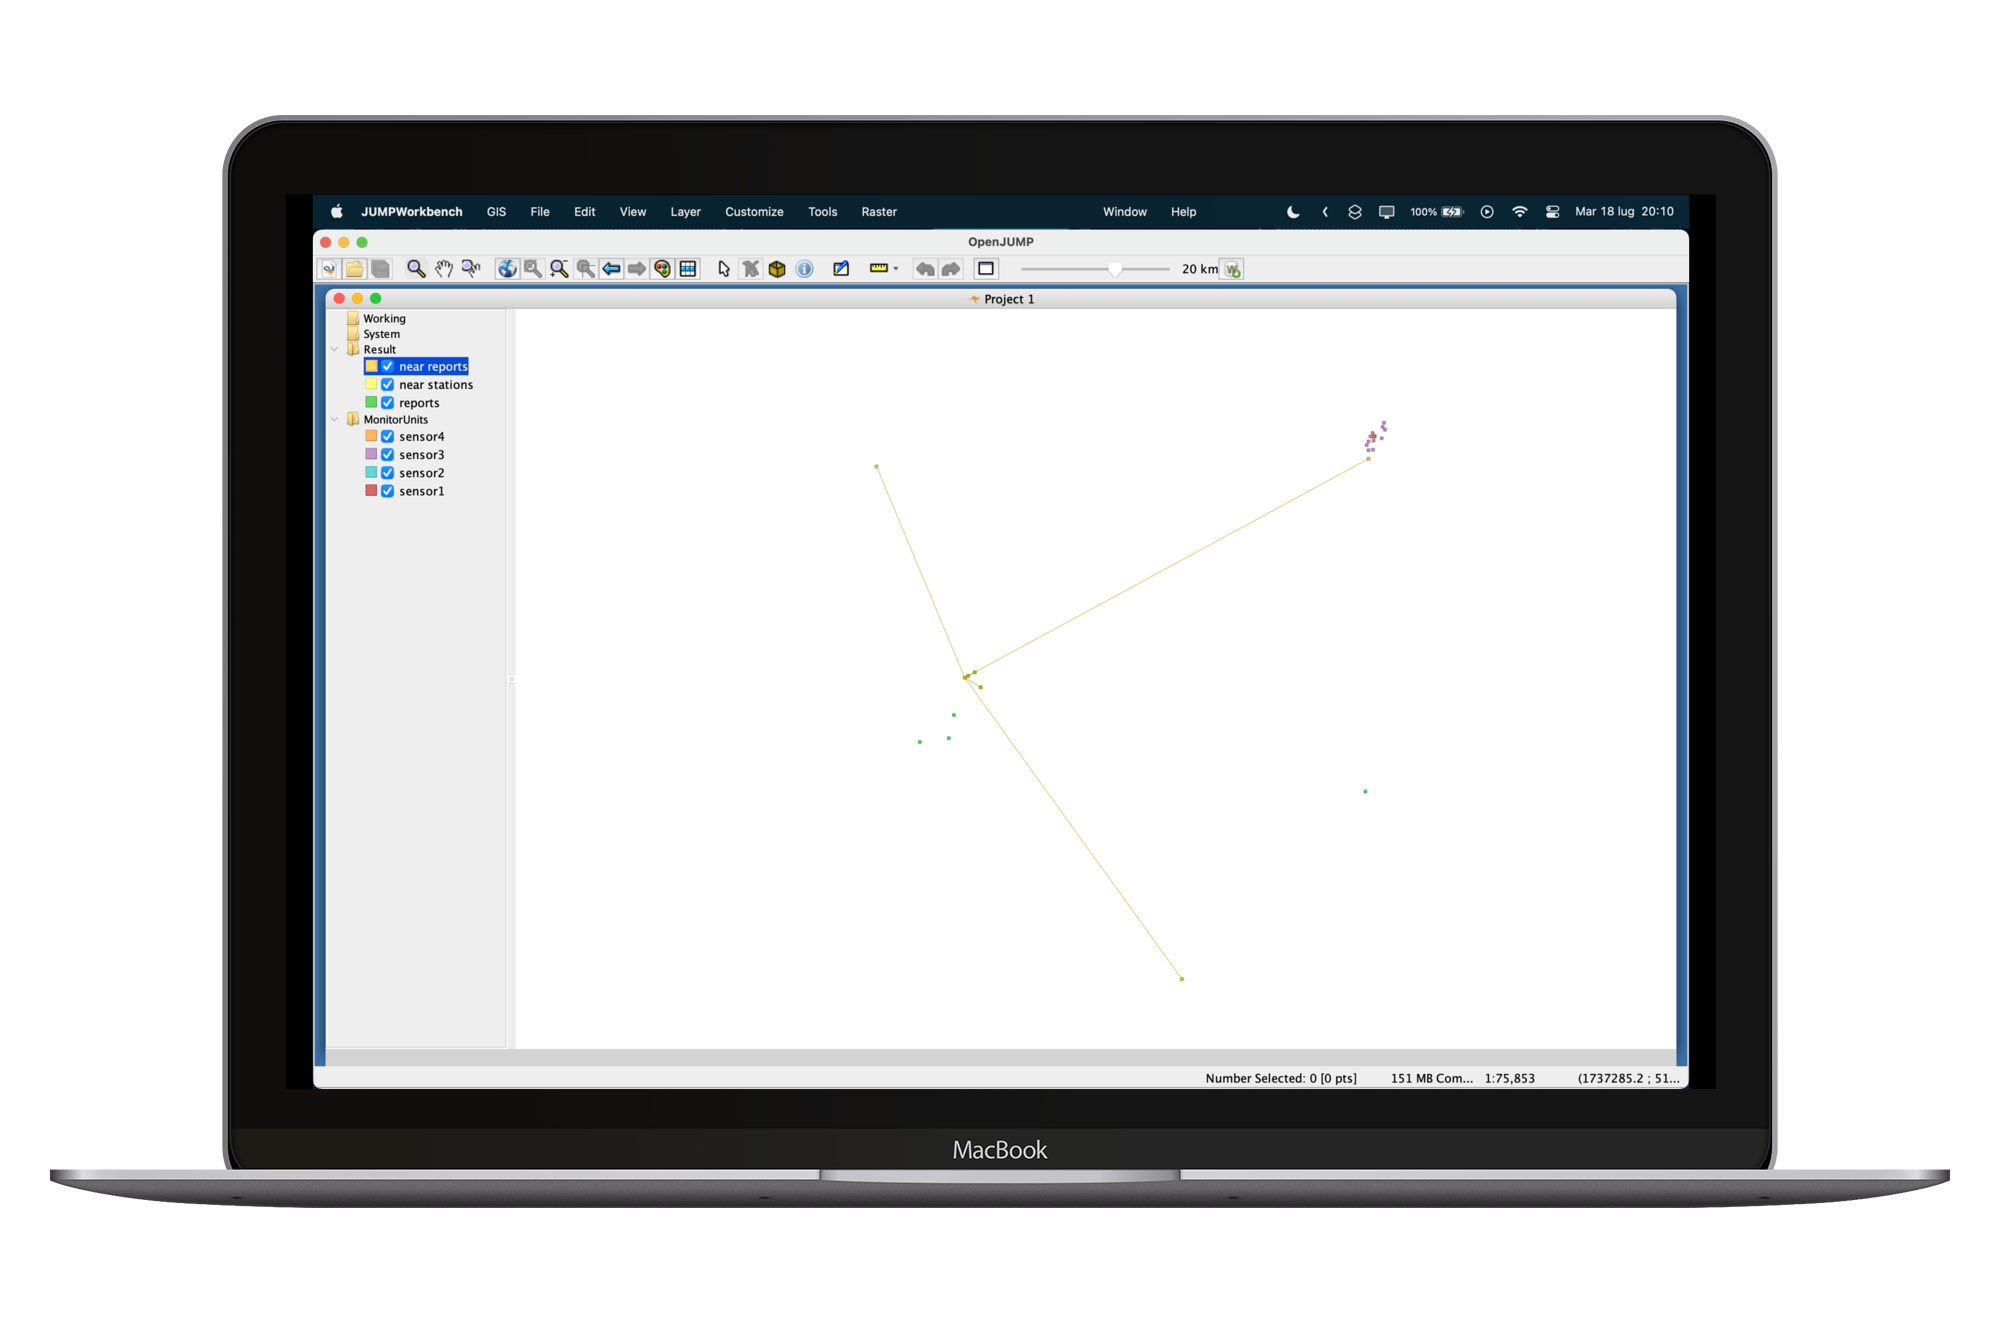 JUMPWorkbench GIS File Edit View Layer Customize Tools Raster Window Help 100% Mar 18 lug 20:10
OpenJUMP
20 km
Project 1
Working
System
Result
near reports
near stations
reports
MonitorUnits
sensor4
sensor3
sensor2
sensor1
Number Selected: 0 [0 pts] 151 MB Com... 1:75,853 (1737285.2 ; 51...
MacBook